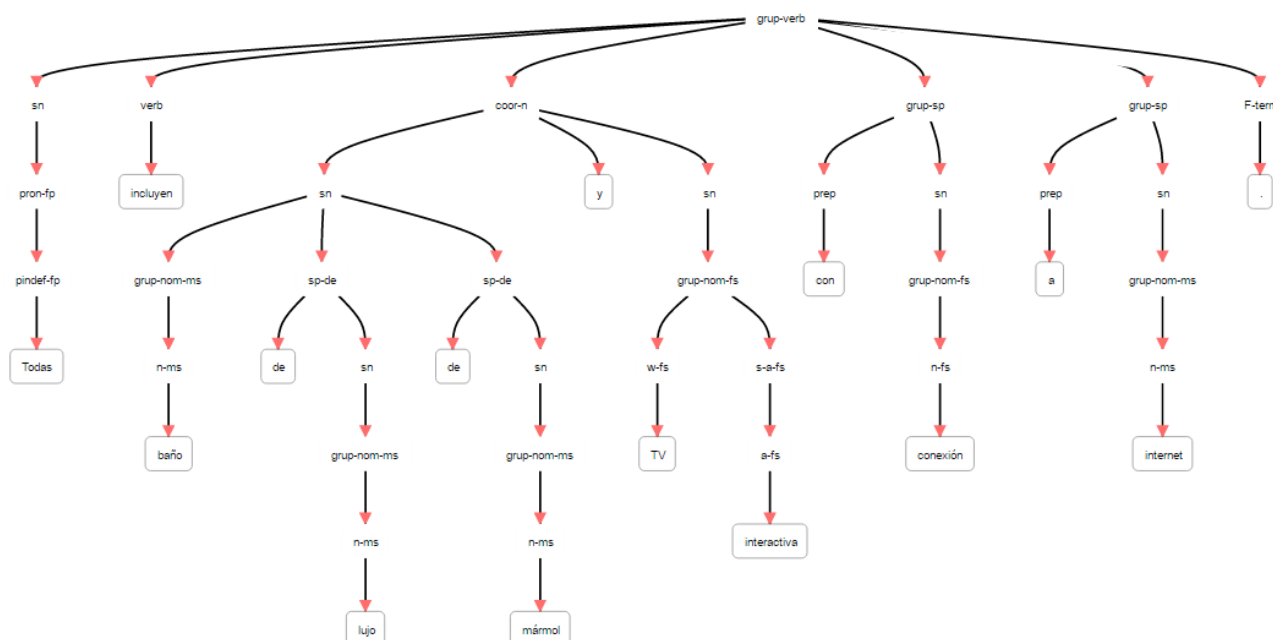 grup-verb
sn verb coor-n grup-sp grup-sp F-term
pron-fp incluyen sn y sn prep sn prep sn .
pindef-fp grup-nom-ms sp-de sp-de grup-nom-fs con grup-nom-fs a grup-nom-ms
Todas n-ms de sn de sn w-fs s-a-fs n-fs n-ms
baño grup-nom-ms grup-nom-ms TV a-fs conexión internet
n-ms n-ms interactiva
lujo mármol